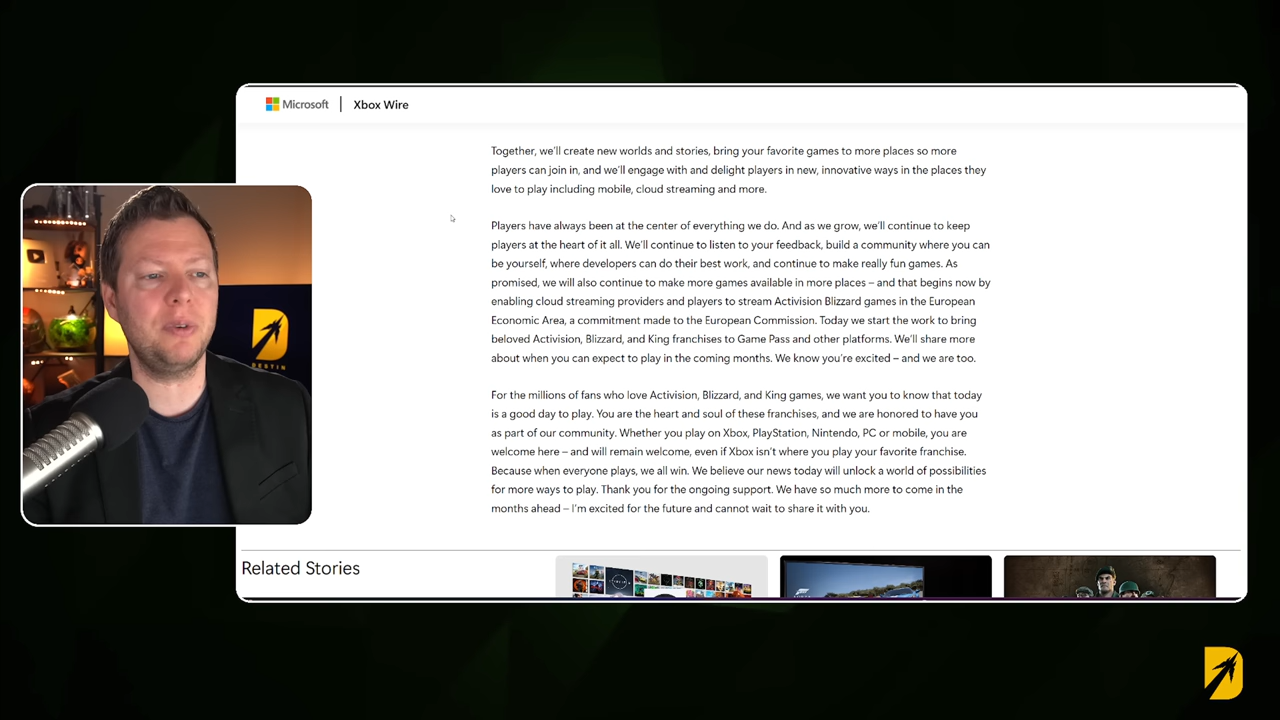 Microsoft | Xbox Wire
Together, we'll create new worlds and stories, bring your favorite games to more places so more
players can join in, and we'll engage with and delight players in new, innovative ways in the places they
love to play including mobile, cloud streaming and more.
Players have always been at the center of everything we do. And as we grow, we'll continue to keep
players at the heart of it all. We'll continue to listen to your feedback, build a community where you can
be yourself, where developers can do their best work, and continue to make really fun games. As
promised, we will also continue to make more games available in more places – and that begins now by
enabling cloud streaming providers and players to stream Activision Blizzard games in the European
Economic Area, a commitment made to the European Commission. Today we start the work to bring
beloved Activision, Blizzard, and King franchises to Game Pass and other platforms. We'll share more
about when you can expect to play in the coming months. We know you're excited – and we are too.
For the millions of fans who love Activision, Blizzard, and King games, we want you to know that today
is a good day to play. You are the heart and soul of these franchises, and we are honored to have you
as part of our community. Whether you play on Xbox, PlayStation, Nintendo, PC or mobile, you are
welcome here – and will remain welcome, even if Xbox isn't where you play your favorite franchise.
Because when everyone plays, we all win. We believe our news today will unlock a world of possibilities
for more ways to play. Thank you for the ongoing support. We have so much more to come in the
months ahead – I'm excited for the future and cannot wait to share it with you.
Related Stories
DESTIN